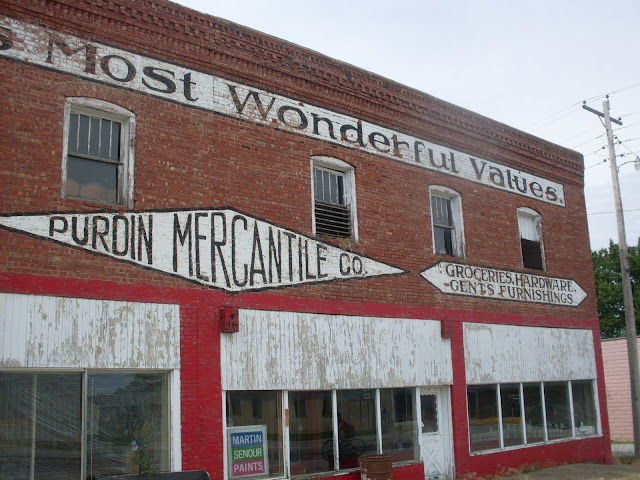 s Most Wonderful Values.
PURDIN MERCANTILE CO.
GROCERIES, HARDWARE.
GENTS FURNISHINGS
MARTIN
SENOUR
PAINTS